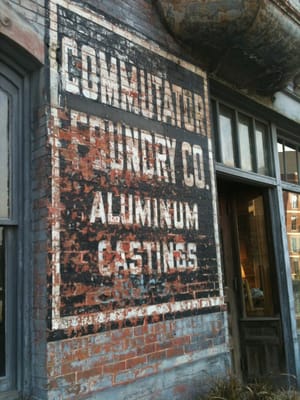 COMMUTATOR
FOUNDRY CO.
ALUMINUM
CASTINGS